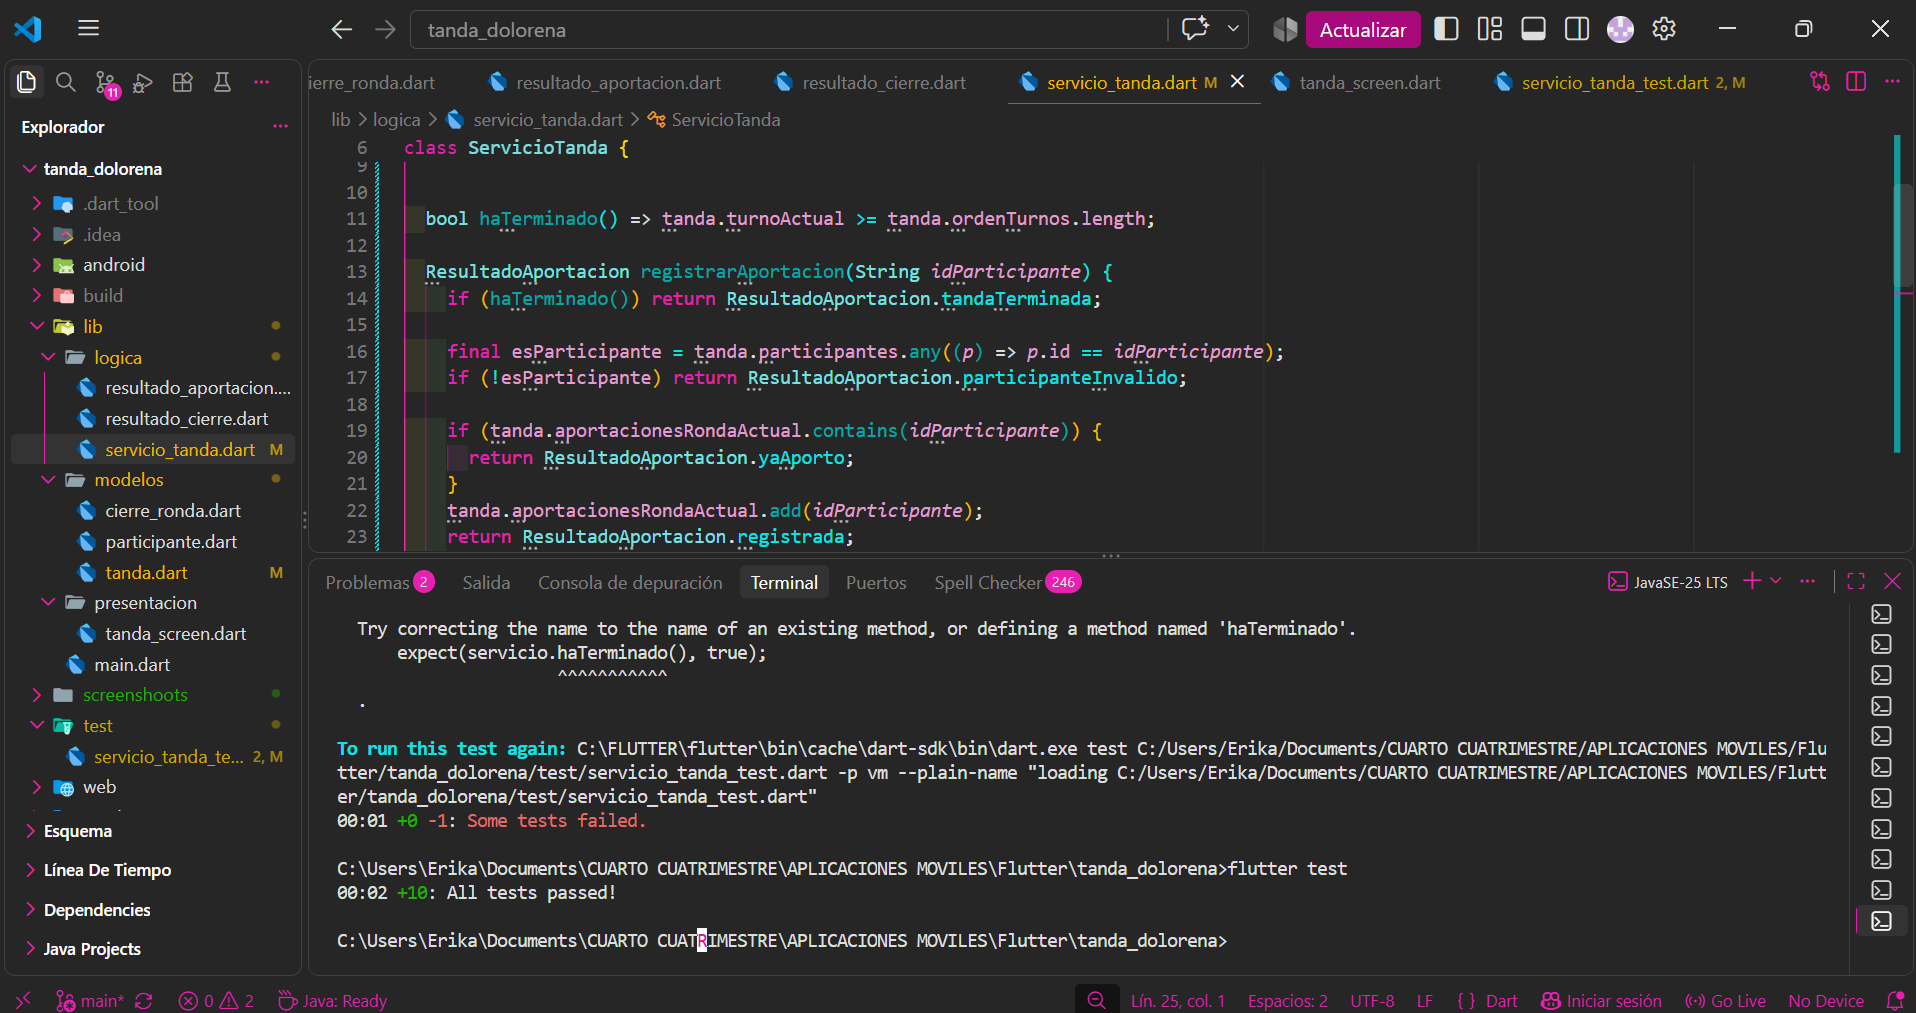 tanda_dolorena
Actualizar
ierre_ronda.dart
resultado_aportacion.dart
resultado_cierre.dart
servicio_tanda.dart M
tanda_screen.dart
servicio_tanda_test.dart 2, M
11
Explorador
lib > logica > servicio_tanda.dart > ServicioTanda
tanda_dolorena
.dart_tool
.idea
android
build
lib
logica
resultado_aportacion....
resultado_cierre.dart
servicio_tanda.dart M
modelos
cierre_ronda.dart
participante.dart
tanda.dart M
presentacion
tanda_screen.dart
main.dart
screenshoots
test
servicio_tanda_te... 2, M
web
Esquema
Línea De Tiempo
Dependencies
Java Projects
6 class ServicioTanda {
9
10
11 bool haTerminado() => tanda.turnoActual >= tanda.ordenTurnos.length;
12
13 ResultadoAportacion registrarAportacion(String idParticipante) {
14 if (haTerminado()) return ResultadoAportacion.tandaTerminada;
15
16 final esParticipante = tanda.participantes.any((p) => p.id == idParticipante);
17 if (!esParticipante) return ResultadoAportacion.participanteInvalido;
18
19 if (tanda.aportacionesRondaActual.contains(idParticipante)) {
20 return ResultadoAportacion.yaAporto;
21 }
22 tanda.aportacionesRondaActual.add(idParticipante);
23 return ResultadoAportacion.registrada;
Problemas 2 Salida Consola de depuración Terminal Puertos Spell Checker 246
JavaSE-25 LTS
Try correcting the name to the name of an existing method, or defining a method named 'haTerminado'.
expect(servicio.haTerminado(), true);
^^^^^^^^^^^
.
To run this test again: C:\FLUTTER\flutter\bin\cache\dart-sdk\bin\dart.exe test C:/Users/Erika/Documents/CUARTO CUATRIMESTRE/APLICACIONES MOVILES/Flu
tter/tanda_dolorena/test/servicio_tanda_test.dart -p vm --plain-name "loading C:/Users/Erika/Documents/CUARTO CUATRIMESTRE/APLICACIONES MOVILES/Flutt
er/tanda_dolorena/test/servicio_tanda_test.dart"
00:01 +0 -1: Some tests failed.
C:\Users\Erika\Documents\CUARTO CUATRIMESTRE\APLICACIONES MOVILES\Flutter\tanda_dolorena>flutter test
00:02 +10: All tests passed!
C:\Users\Erika\Documents\CUARTO CUATRIMESTRE\APLICACIONES MOVILES\Flutter\tanda_dolorena>
main* 0 2 Java: Ready
Lín. 25, col. 1 Espacios: 2 UTF-8 LF { } Dart Iniciar sesión Go Live No Device